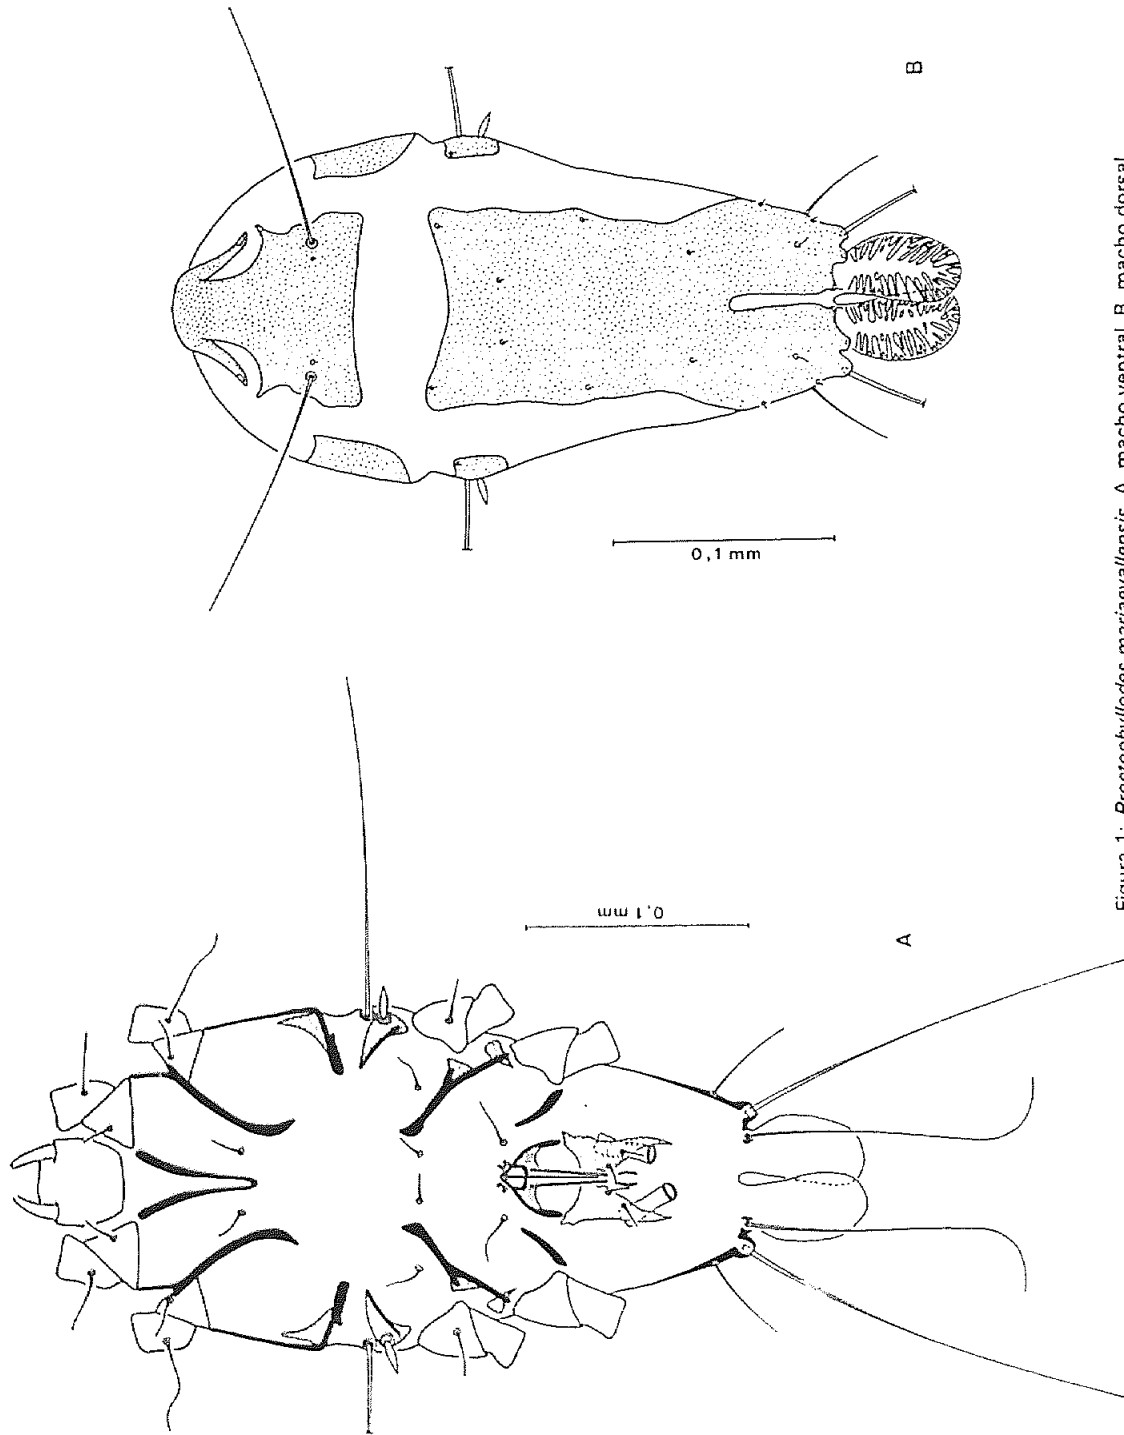 B
0,1 mm
0,1 mm
A
Figura 1: Proctophyllodes mariaevallensis. A, macho ventral. B, macho dorsal